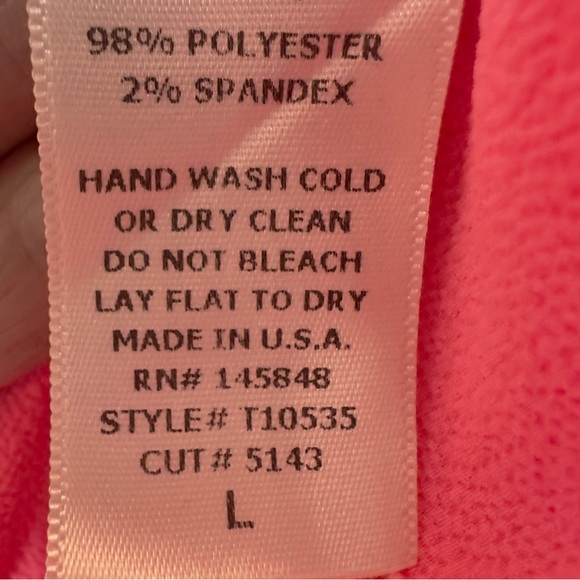 98% POLYESTER
2% SPANDEX
HAND WASH COLD
OR DRY CLEAN
DO NOT BLEACH
LAY FLAT TO DRY
MADE IN U.S.A.
RN# 145848
STYLE# T10535
CUT# 5143
L